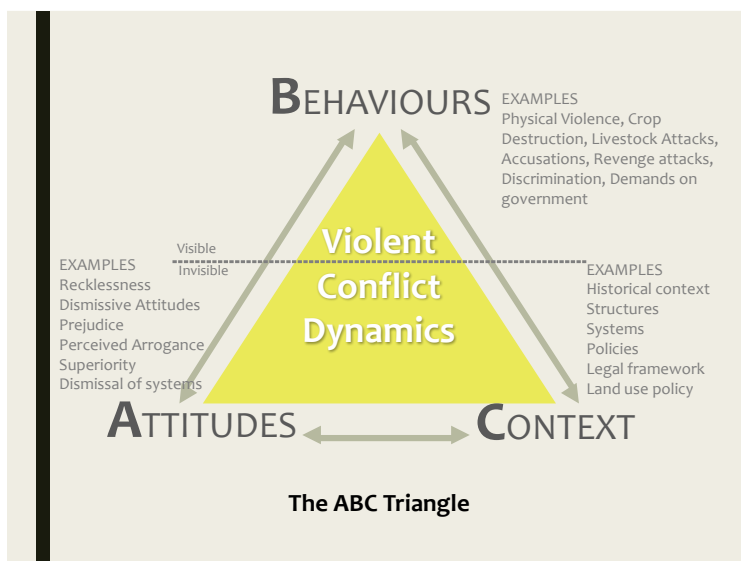 BEHAVIOURS
EXAMPLES
Physical Violence, Crop
Destruction, Livestock Attacks,
Accusations, Revenge attacks,
Discrimination, Demands on
government
Violent
Conflict
Dynamics
Visible
Invisible
EXAMPLES
Recklessness
Dismissive Attitudes
Prejudice
Perceived Arrogance
Superiority
Dismissal of systems
EXAMPLES
Historical context
Structures
Systems
Policies
Legal framework
Land use policy
ATTITUDES
CONTEXT
The ABC Triangle